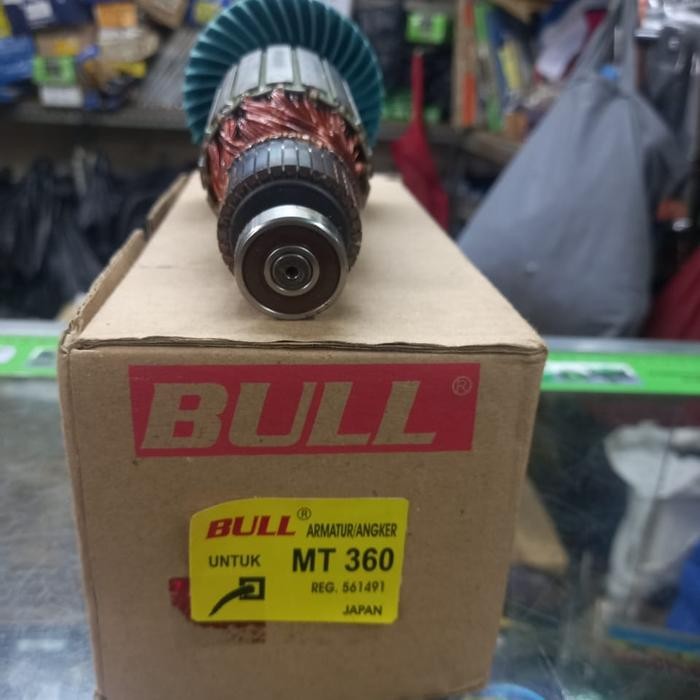 BULL ®
BULL ® ARMATUR/ANGKER
UNTUK MT 360
REG. 561491
JAPAN